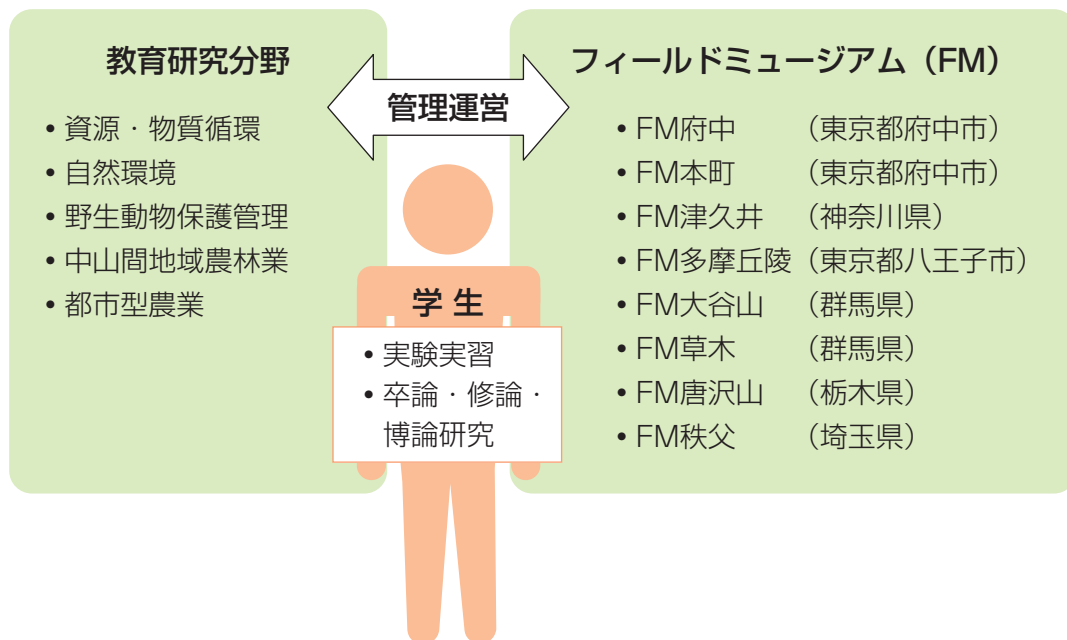 教育研究分野
• 資源・物質循環
• 自然環境
• 野生動物保護管理
• 中山間地域農林業
• 都市型農業
管理運営
学生
• 実験実習
• 卒論・修論・
博論研究
フィールドミュージアム（FM）
• FM府中 （東京都府中市）
• FM本町 （東京都府中市）
• FM津久井 （神奈川県）
• FM多摩丘陵（東京都八王子市）
• FM大谷山 （群馬県）
• FM草木 （群馬県）
• FM唐沢山 （栃木県）
• FM秩父 （埼玉県）